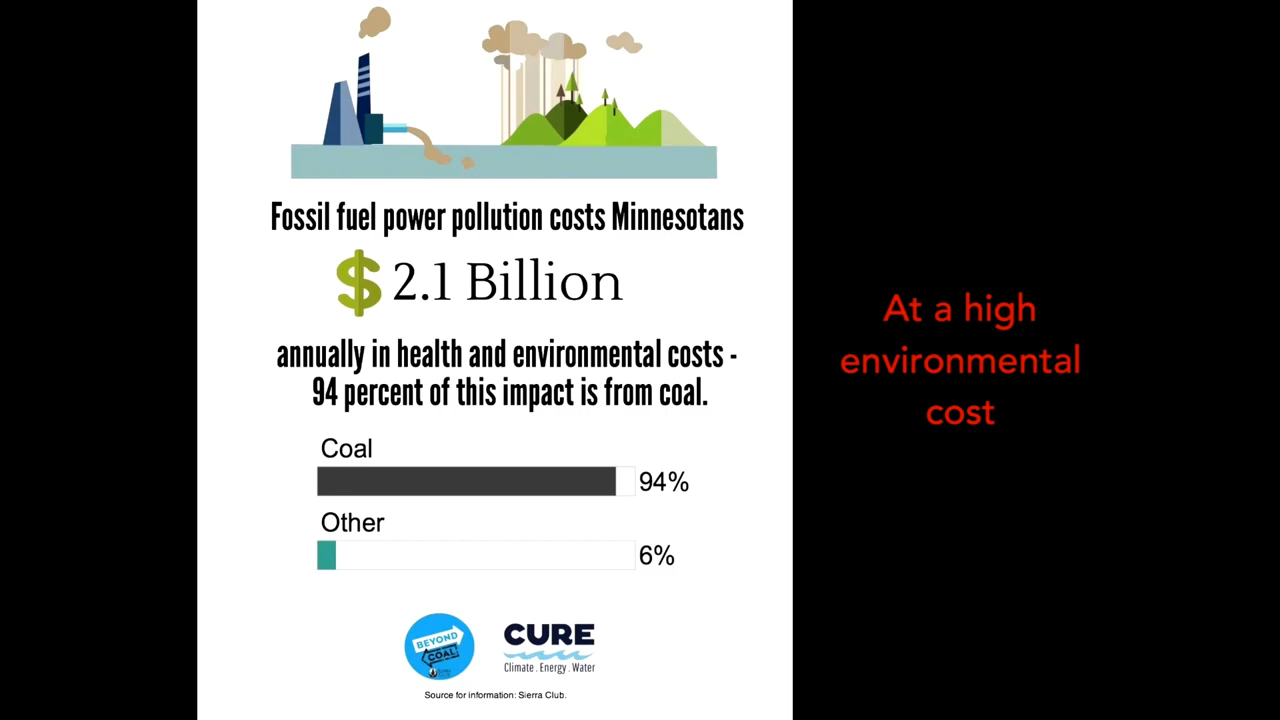 Fossil fuel power pollution costs Minnesotans
$ 2.1 Billion
annually in health and environmental costs -
94 percent of this impact is from coal.
Coal
94%
Other
6%
BEYOND
COAL
CURE
Climate . Energy . Water
Source for information: Sierra Club.
At a high
environmental
cost